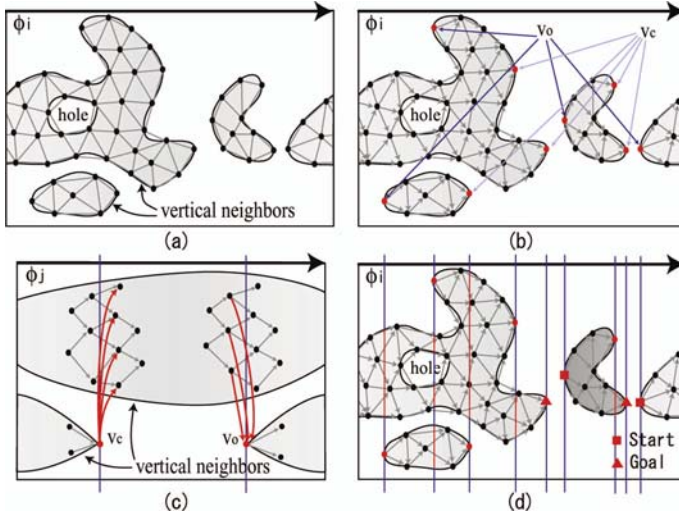 ϕi
hole
vertical neighbors
(a)
ϕi
Vo
Vc
hole
(b)
ϕj
Vc
Vo
vertical neighbors
(c)
ϕi
hole
Start
Goal
(d)